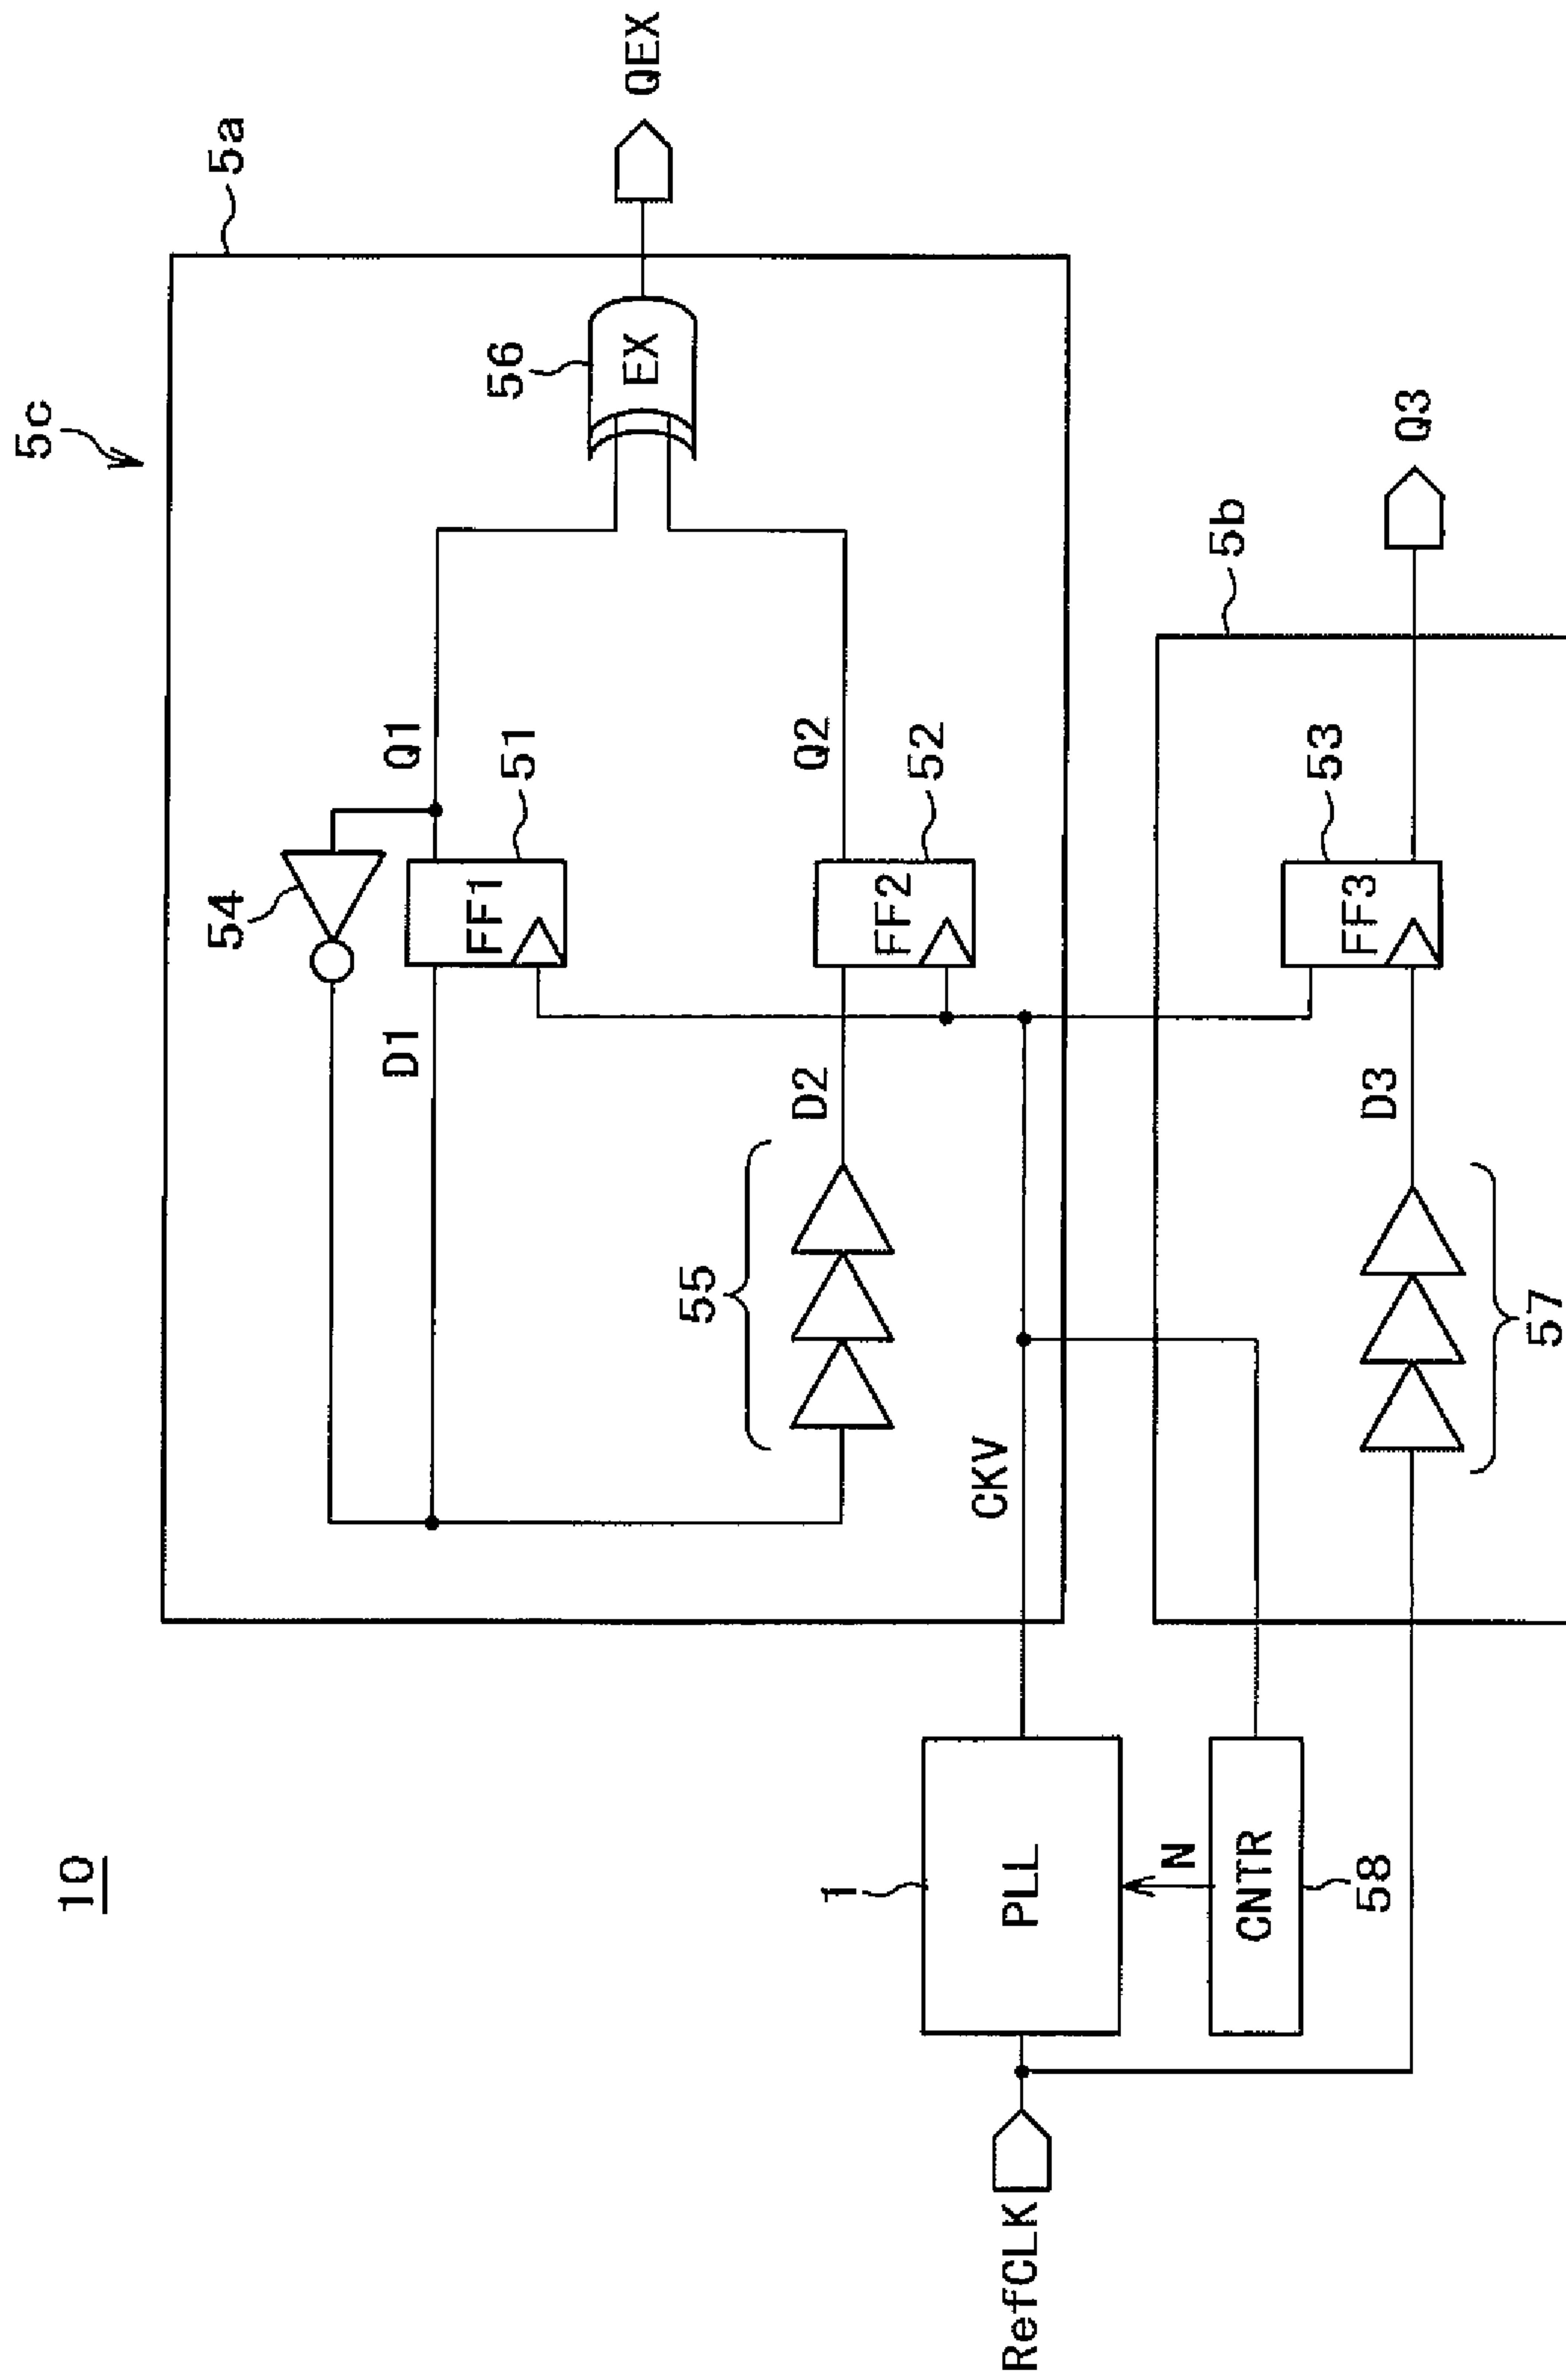 10
5c
5a
54
Q1
D1
FF1
51
56
EX
QEX
55
D2
Q2
FF2
52
CKV
1
PLL
N
CNTR
58
RefCLK
5b
D3
FF3
53
Q3
57